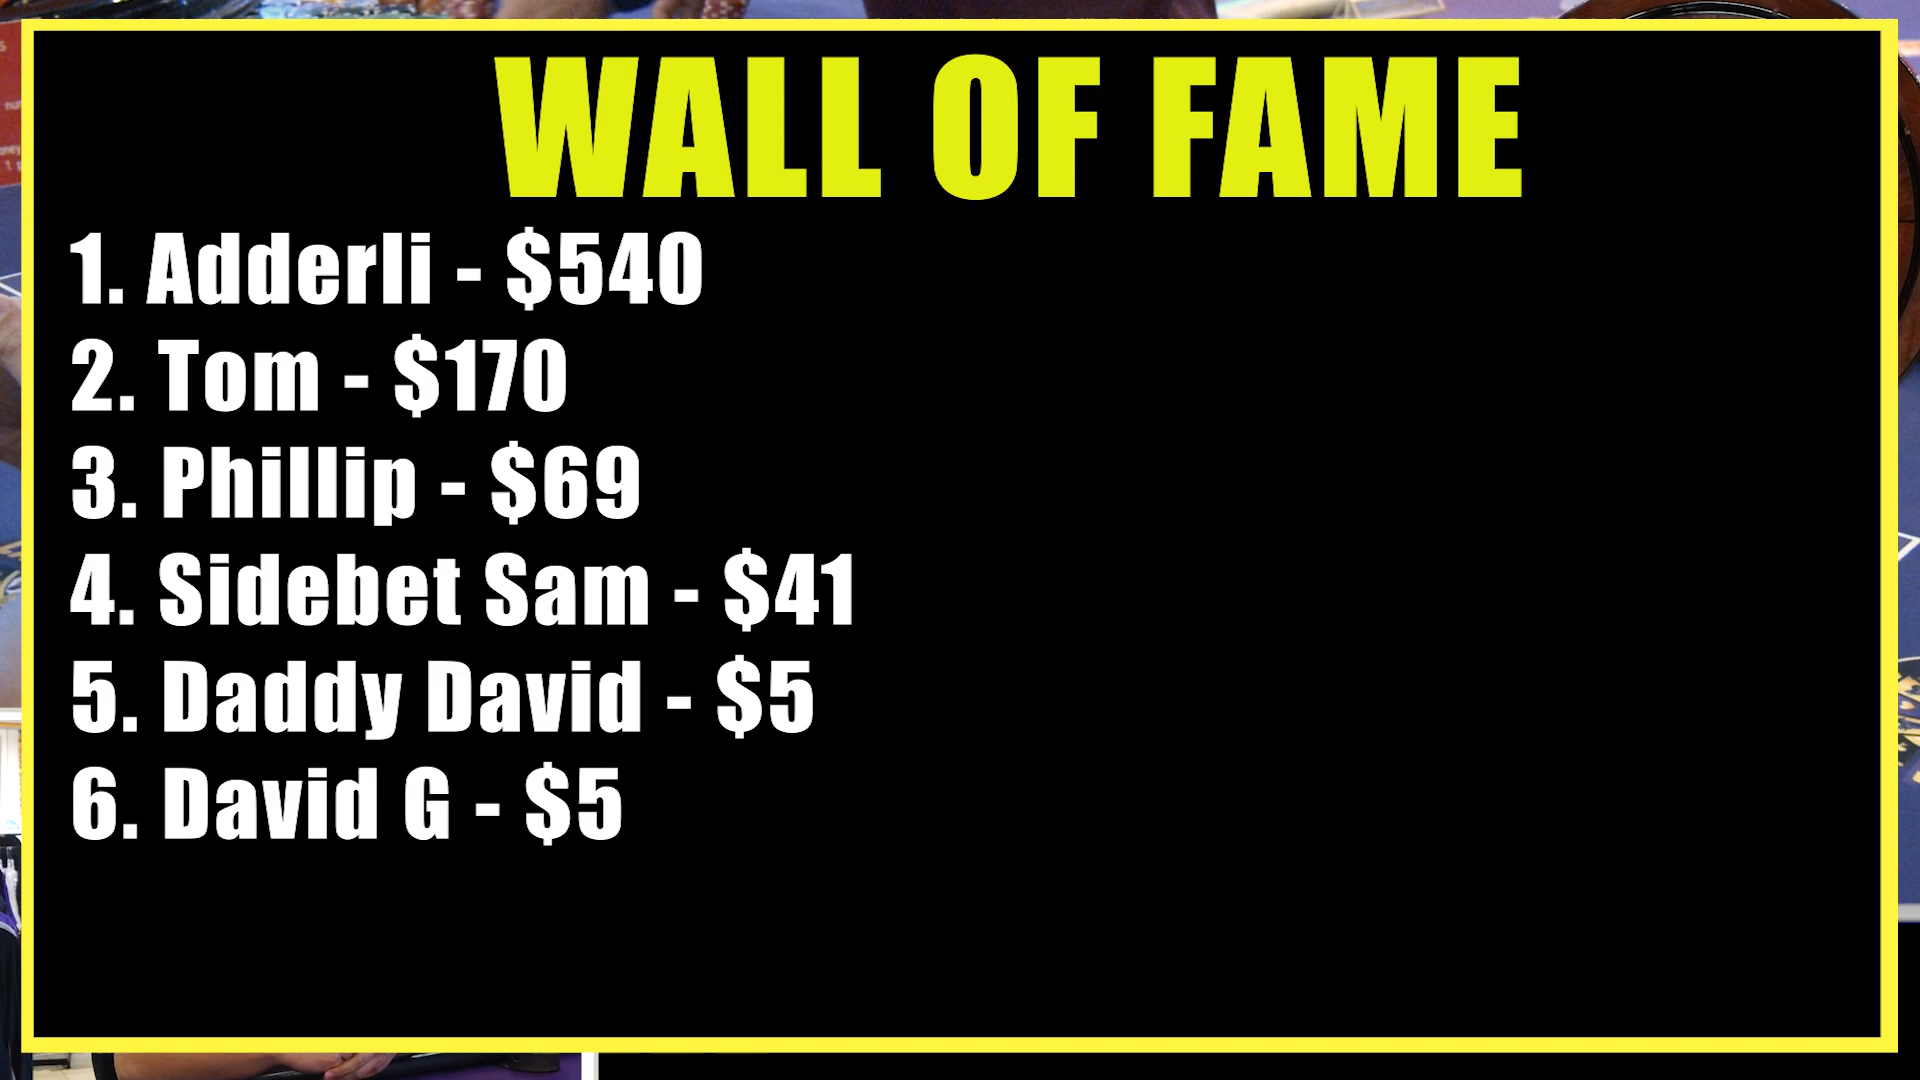 WALL OF FAME
1. Adderli - $540
2. Tom - $170
3. Phillip - $69
4. Sidebet Sam - $41
5. Daddy David - $5
6. David G - $5